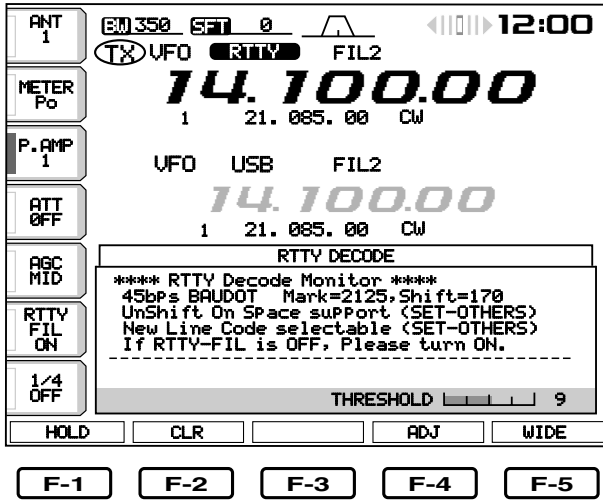 ANT
1
BW 350 SFT 0 12:00
TX VFO RTTY FIL2
METER
Po
14.100.00
1 21.085.00 CW
P.AMP
1
VFO USB FIL2
14.100.00
ATT
OFF
1 21.085.00 CW
AGC
MID
RTTY DECODE
**** RTTY Decode Monitor ****
45bps BAUDOT Mark=2125,Shift=170
UnShift On Space support (SET-OTHERS)
New Line Code selectable (SET-OTHERS)
If RTTY-FIL is OFF, Please turn ON.
--------------------------------------
RTTY
FIL
ON
1/4
OFF
THRESHOLD 9
HOLD CLR ADJ WIDE
F-1 F-2 F-3 F-4 F-5